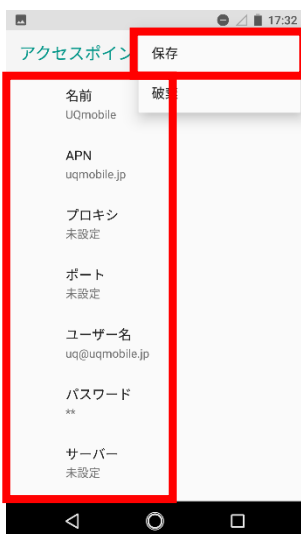 17:32
アクセスポイン
保存
破棄
名前
UQmobile
APN
uqmobile.jp
プロキシ
未設定
ポート
未設定
ユーザー名
uq@uqmobile.jp
パスワード
**
サーバー
未設定